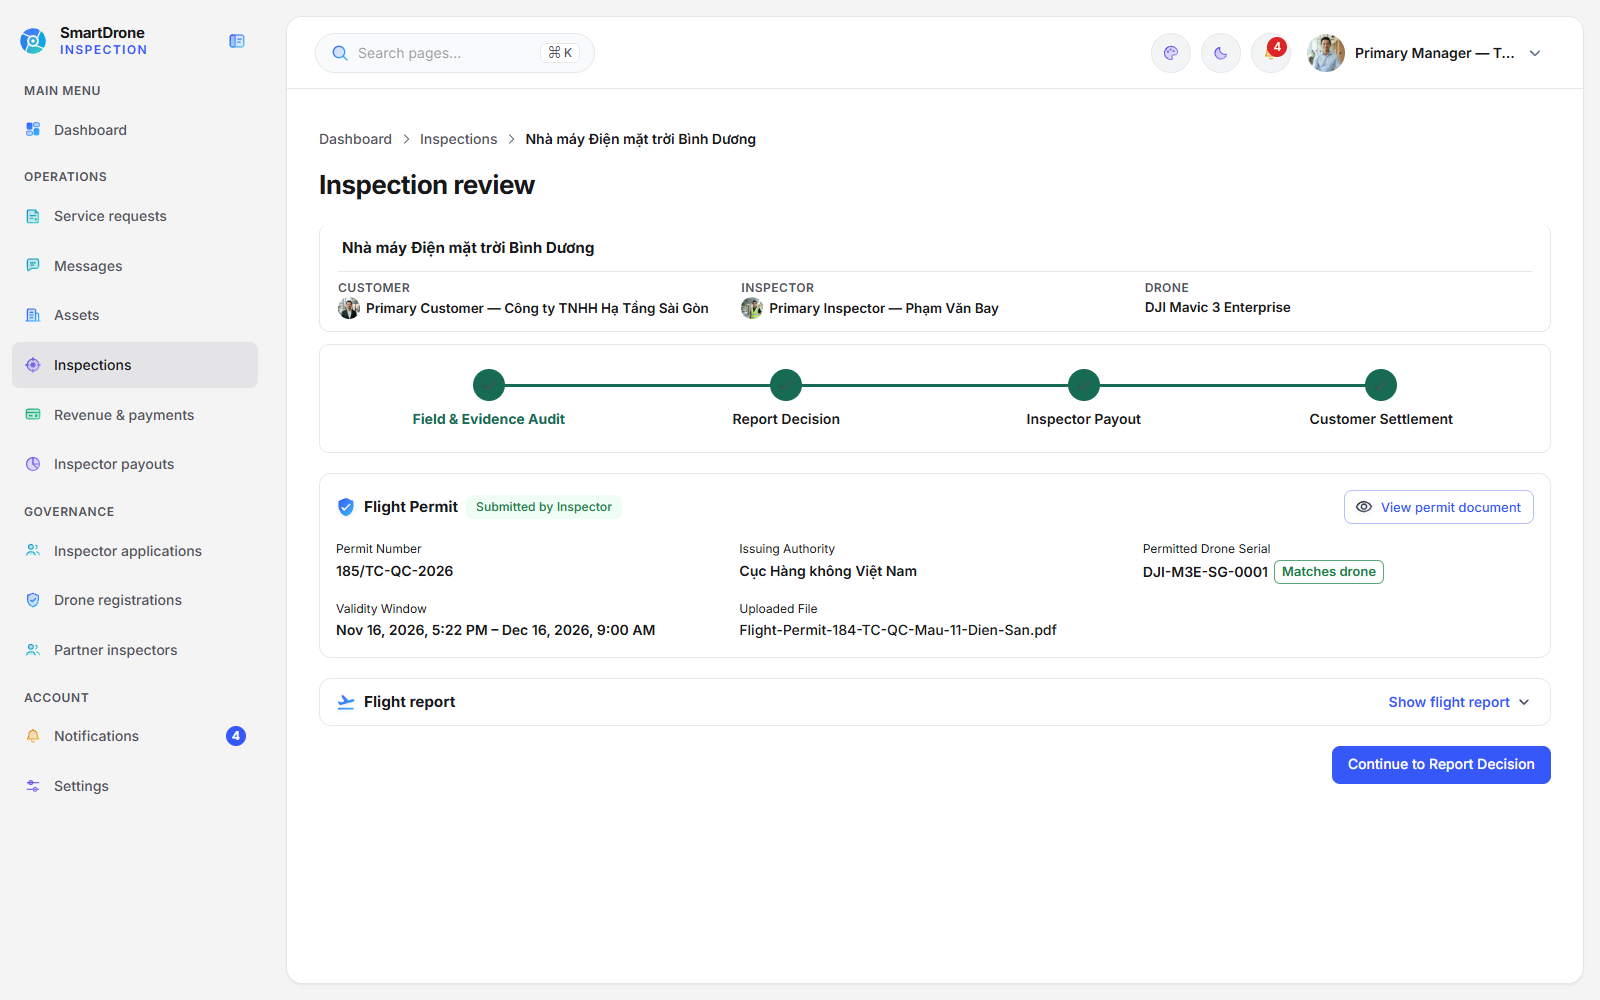 SmartDrone
INSPECTION
MAIN MENU
Dashboard
OPERATIONS
Service requests
Messages
Assets
Inspections
Revenue & payments
Inspector payouts
GOVERNANCE
Inspector applications
Drone registrations
Partner inspectors
ACCOUNT
Notifications 4
Settings
Search pages... ⌘ K
4
Primary Manager — T...
Dashboard > Inspections > Nhà máy Điện mặt trời Bình Dương
Inspection review
Nhà máy Điện mặt trời Bình Dương
CUSTOMER
Primary Customer — Công ty TNHH Hạ Tầng Sài Gòn
INSPECTOR
Primary Inspector — Phạm Văn Bay
DRONE
DJI Mavic 3 Enterprise
Field & Evidence Audit
Report Decision
Inspector Payout
Customer Settlement
Flight Permit Submitted by Inspector
View permit document
Permit Number
185/TC-QC-2026
Issuing Authority
Cục Hàng không Việt Nam
Permitted Drone Serial
DJI-M3E-SG-0001 Matches drone
Validity Window
Nov 16, 2026, 5:22 PM – Dec 16, 2026, 9:00 AM
Uploaded File
Flight-Permit-184-TC-QC-Mau-11-Dien-San.pdf
Flight report
Show flight report
Continue to Report Decision